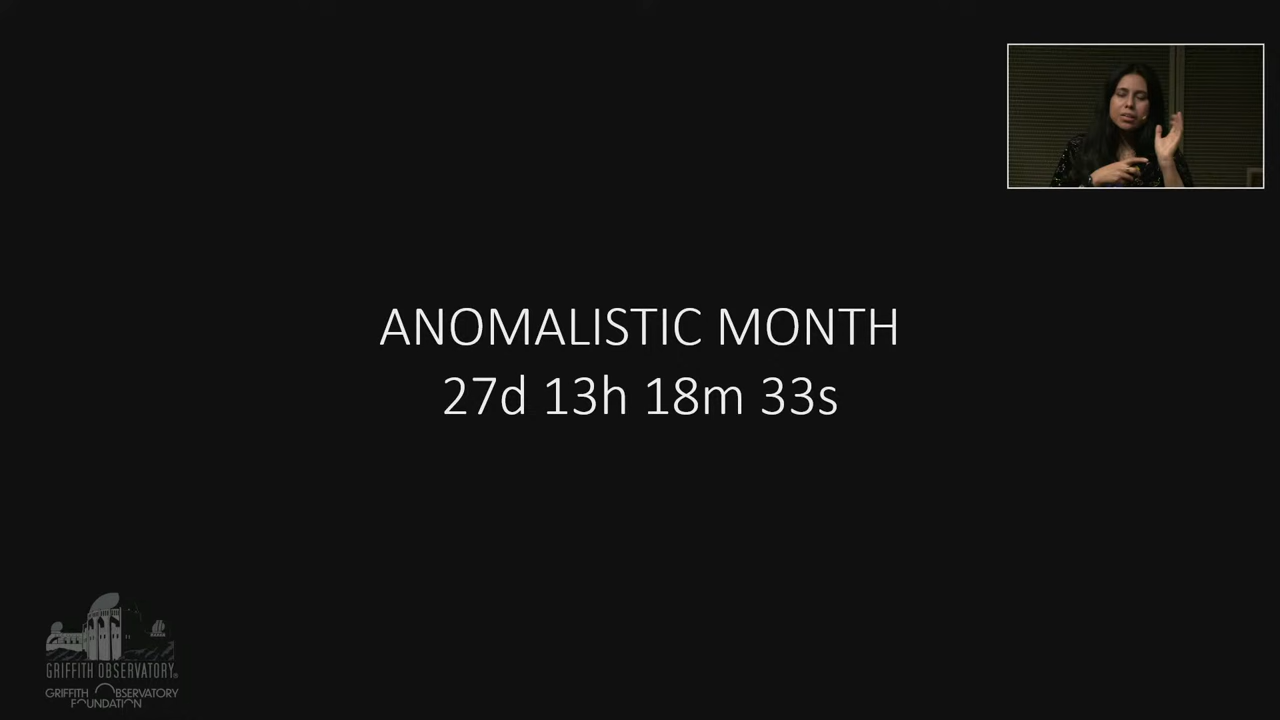 ANOMALISTIC MONTH
27d 13h 18m 33s
GRIFFITH OBSERVATORY
GRIFFITH OBSERVATORY
FOUNDATION